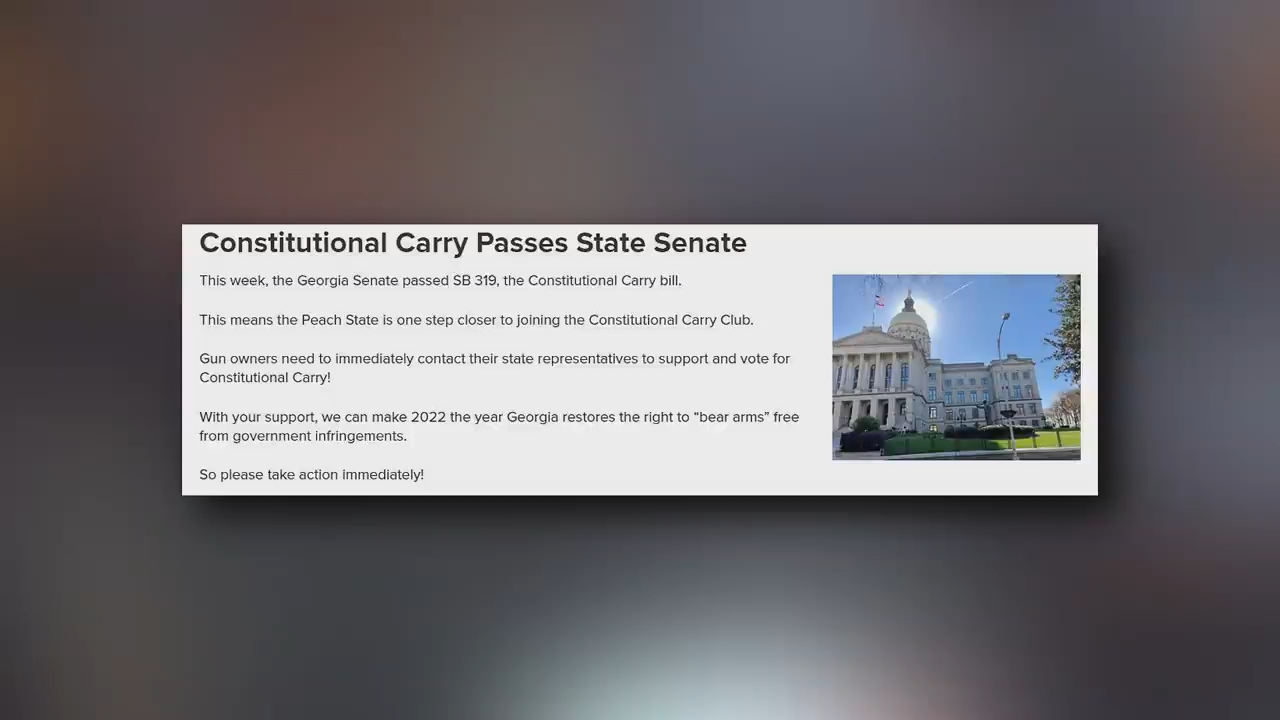 Constitutional Carry Passes State Senate
This week, the Georgia Senate passed SB 319, the Constitutional Carry bill.
This means the Peach State is one step closer to joining the Constitutional Carry Club.
Gun owners need to immediately contact their state representatives to support and vote for
Constitutional Carry!
With your support, we can make 2022 the year Georgia restores the right to “bear arms” free
from government infringements.
So please take action immediately!